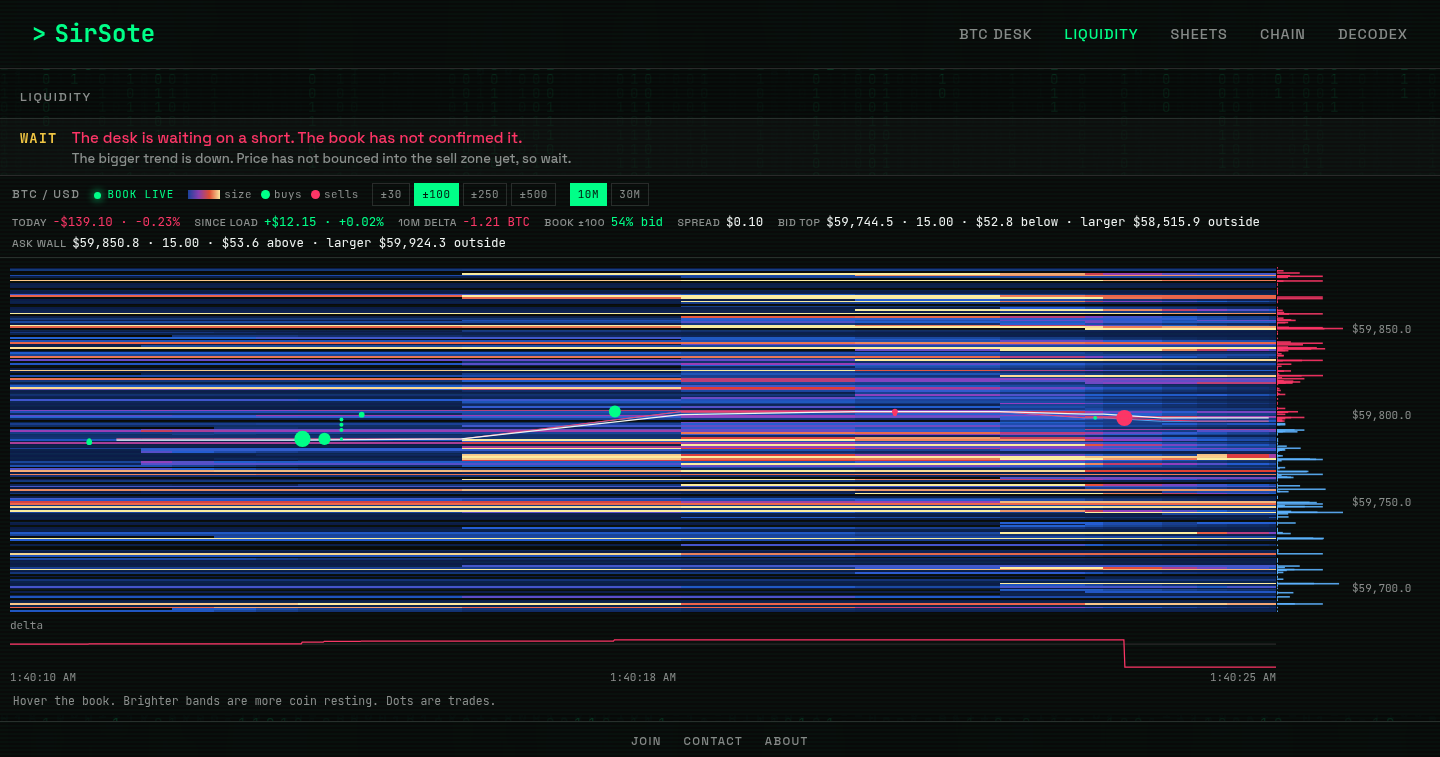 > SirSote
BTC DESK LIQUIDITY SHEETS CHAIN DECODEX
LIQUIDITY
WAIT The desk is waiting on a short. The book has not confirmed it.
The bigger trend is down. Price has not bounced into the sell zone yet, so wait.
BTC / USD BOOK LIVE size buys sells ±30 ±100 ±250 ±500 10M 30M
TODAY -$139.10 · -0.23% SINCE LOAD +$12.15 · +0.02% 10M DELTA -1.21 BTC BOOK ±100 54% bid SPREAD $0.10 BID TOP $59,744.5 · 15.00 · $52.8 below · larger $58,515.9 outside
ASK WALL $59,850.8 · 15.00 · $53.6 above · larger $59,924.3 outside
$59,850.0
$59,800.0
$59,750.0
$59,700.0
delta
1:40:10 AM 1:40:18 AM 1:40:25 AM
Hover the book. Brighter bands are more coin resting. Dots are trades.
JOIN CONTACT ABOUT